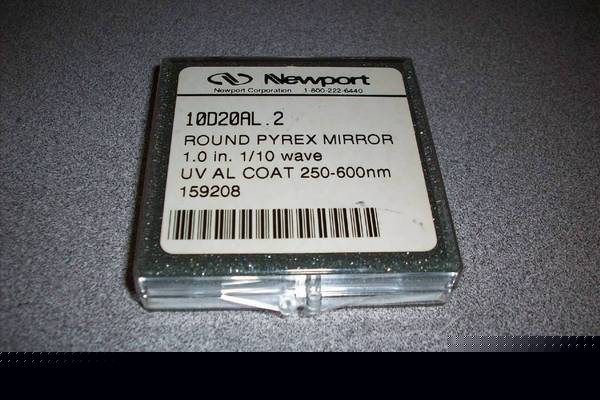 Newport
Newport Corporation 1-800-222-6440
10D20AL.2
ROUND PYREX MIRROR
1.0 in. 1/10 wave
UV AL COAT 250-600nm
159208